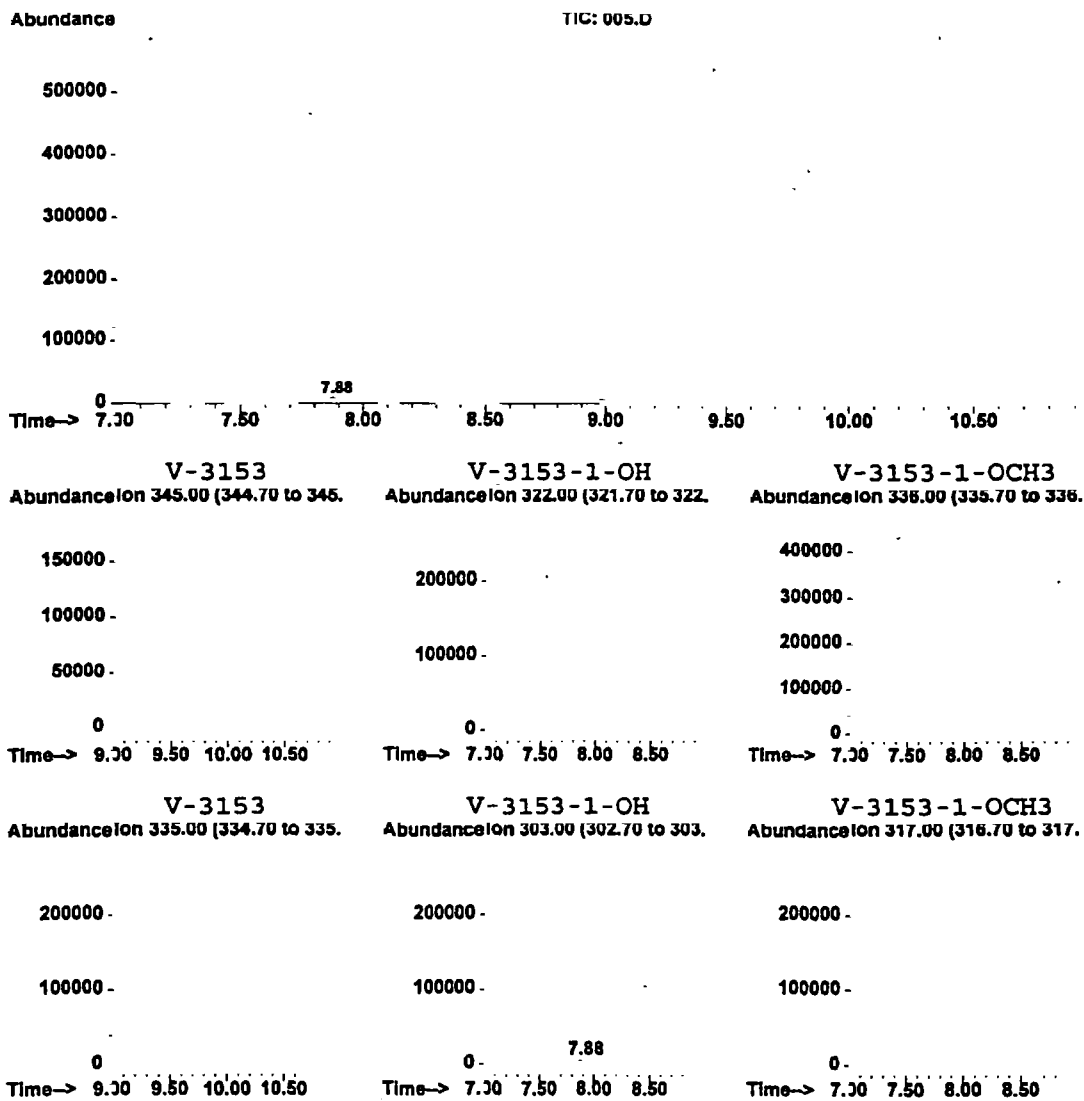 Abundance TIC: 005.D
500000
400000
300000
200000
100000
7.88
0
Time--> 7.00 7.50 8.00 8.50 9.00 9.50 10.00 10.50
V-3153 V-3153-1-OH V-3153-1-OCH3
Abundance Ion 345.00 (344.70 to 345. Abundance Ion 322.00 (321.70 to 322. Abundance Ion 336.00 (335.70 to 336.
150000 100000 50000 0
200000 100000 0
400000 300000 200000 100000 0
Time--> 9.00 9.50 10.00 10.50 Time--> 7.00 7.50 8.00 8.50 Time--> 7.00 7.50 8.00 8.50
V-3153 V-3153-1-OH V-3153-1-OCH3
Abundance Ion 335.00 (334.70 to 335. Abundance Ion 303.00 (302.70 to 303. Abundance Ion 317.00 (316.70 to 317.
200000 200000 200000
100000 100000 100000
7.88
0 0 0
Time--> 9.00 9.50 10.00 10.50 Time--> 7.00 7.50 8.00 8.50 Time--> 7.00 7.50 8.00 8.50